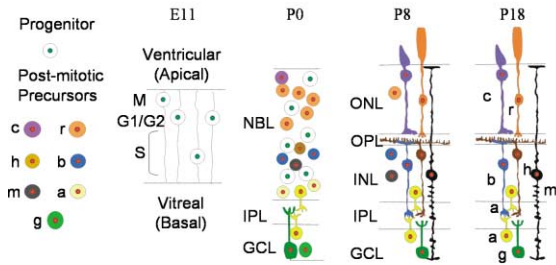 Progenitor
Post-mitotic
Precursors
c r
h b
m a
g
E11
Ventricular
(Apical)
M
G1/G2
S
Vitreal
(Basal)
P0
NBL
IPL
GCL
P8
ONL
OPL
INL
IPL
GCL
P18
c
r
h
b
m
a
a
g